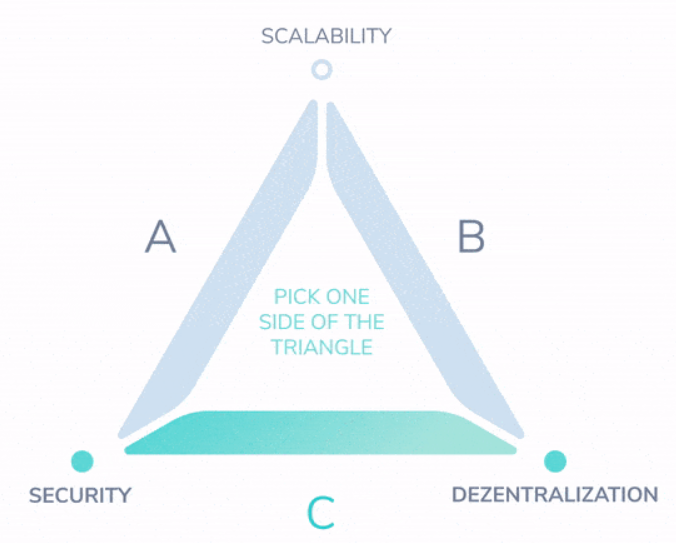 SCALABILITY
A
B
PICK ONE
SIDE OF THE
TRIANGLE
SECURITY
DEZENTRALIZATION
C